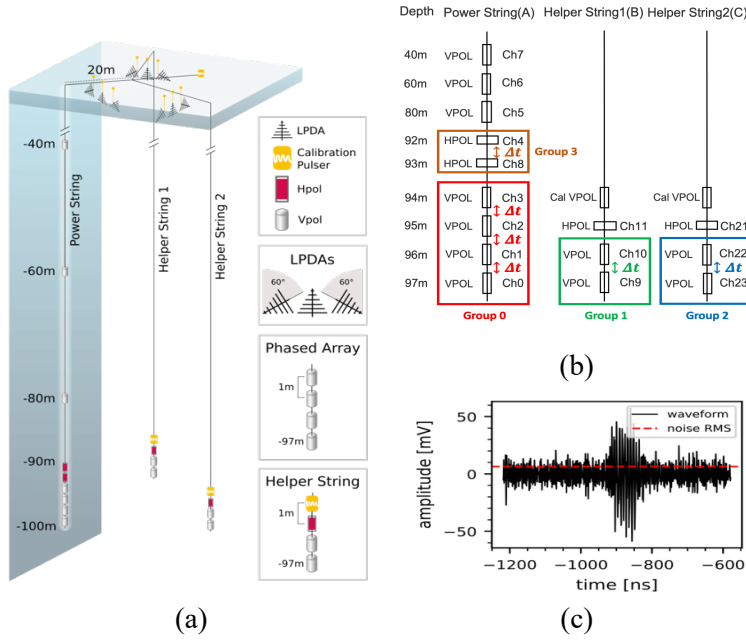 20m
-40m
-60m
-80m
-90m
-100m
Power String
Helper String 1
Helper String 2
LPDA
Calibration
Pulser
Hpol
Vpol
LPDAs
60°
60°
Phased Array
1m
-97m
Helper String
1m
-97m
(a)
Depth Power String(A) Helper String1(B) Helper String2(C)
40m VPOL Ch7
60m VPOL Ch6
80m VPOL Ch5
92m HPOL Ch4
Δt Group 3
93m HPOL Ch8
94m VPOL Ch3 Cal VPOL Cal VPOL
Δt
95m VPOL Ch2 HPOL Ch11 HPOL Ch21
Δt
96m VPOL Ch1 VPOL Ch10 VPOL Ch22
Δt Δt Δt
97m VPOL Ch0 VPOL Ch9 VPOL Ch23
Group 0 Group 1 Group 2
(b)
amplitude [mV]
50
0
−50
waveform
noise RMS
−1200 −1000 −800 −600
time [ns]
(c)